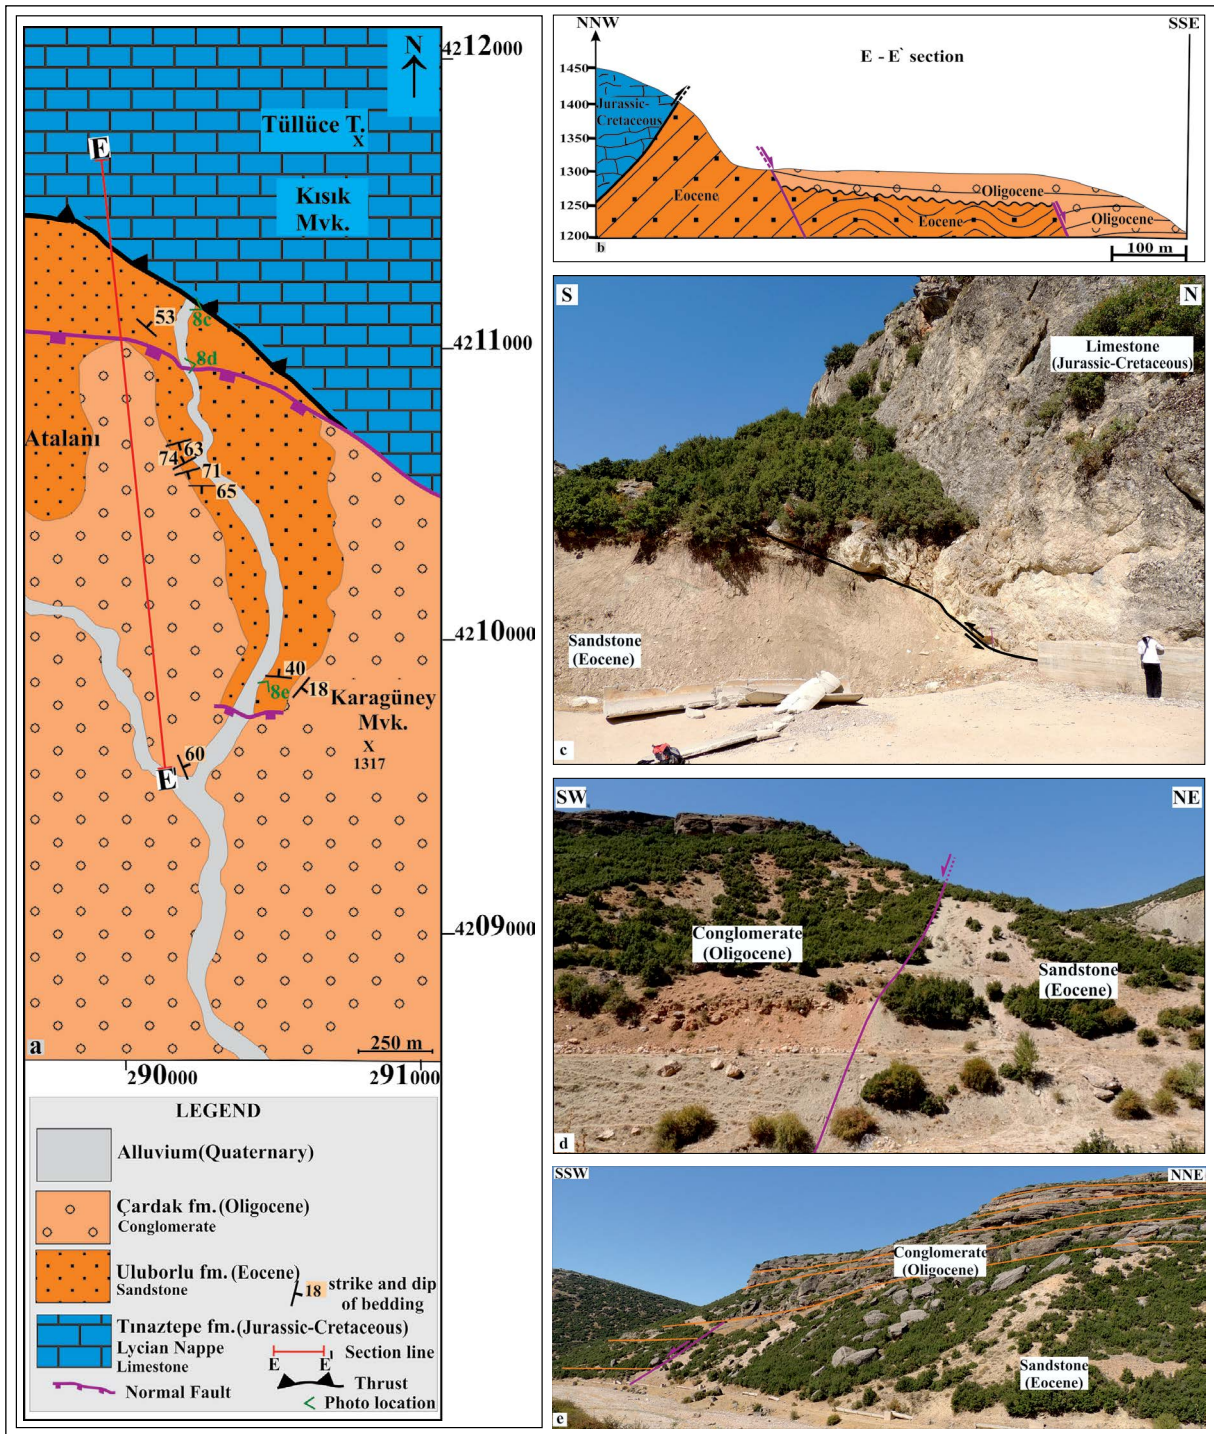 N
4212000
Tüllüce T.
X
E
Kısık
Mvk.
53
8c
4211000
8d
Atalanı
63
74
71
65
4210000
40
8e
18
Karagüney
Mvk.
X
1317
60
E'
4209000
a
250 m
290000
291000
LEGEND
Alluvium(Quaternary)
Çardak fm.(Oligocene)
Conglomerate
Uluborlu fm.(Eocene)
Sandstone
18 strike and dip
of bedding
Tınaztepe fm.(Jurassic-Cretaceous)
Lycian Nappe
Limestone
E E'
Section line
Normal Fault
Thrust
Photo location
NNW
SSE
E - E` section
1450
1400
1350
1300
1250
1200
Jurassic-
Cretaceous
Eocene
Oligocene
Eocene
Oligocene
b
100 m
S
N
Limestone
(Jurassic-Cretaceous)
Sandstone
(Eocene)
c
SW
NE
Conglomerate
(Oligocene)
Sandstone
(Eocene)
d
SSW
NNE
Conglomerate
(Oligocene)
Sandstone
(Eocene)
e